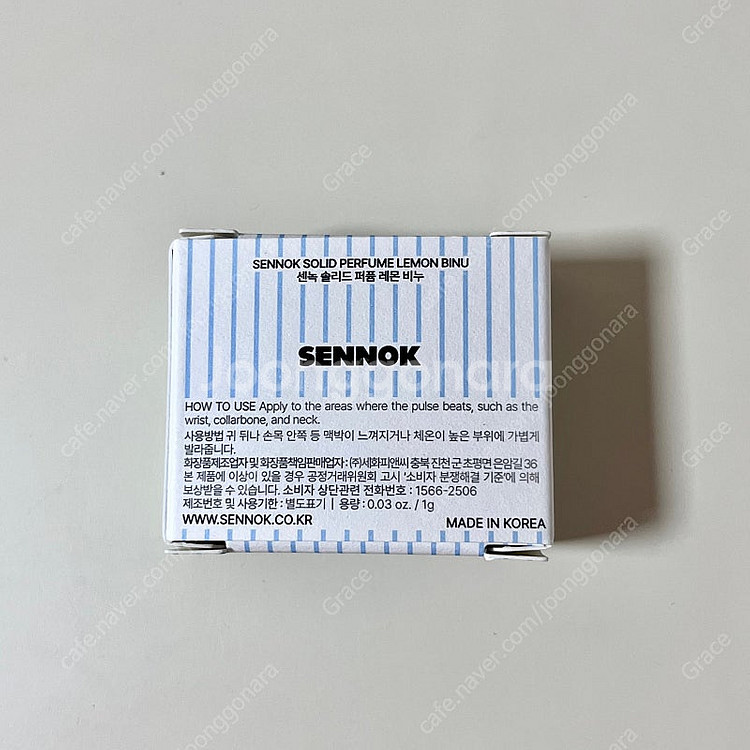 SENNOK SOLID PERFUME LEMON BINU
센녹 솔리드 퍼퓸 레몬 비누
SENNOK
joonggonara
HOW TO USE Apply to the areas where the pulse beats, such as the
wrist, collarbone, and neck.
사용방법 귀 뒤나 손목 안쪽 등 맥박이 느껴지거나 체온이 높은 부위에 가볍게
발라줍니다.
화장품제조업자 및 화장품책임판매업자 : (주)세화피앤씨 충북 진천군 초평면 은암길 36
본 제품에 이상이 있을 경우 공정거래위원회 고시 '소비자 분쟁해결 기준'에 의해
보상받을 수 있습니다. 소비자 상담관련 전화번호 : 1566-2506
제조번호 및 사용기한 : 별도표기 | 용량 : 0.03 oz. / 1g
WWW.SENNOK.CO.KR
MADE IN KOREA
cafe.naver.com/joonggonara
Grace